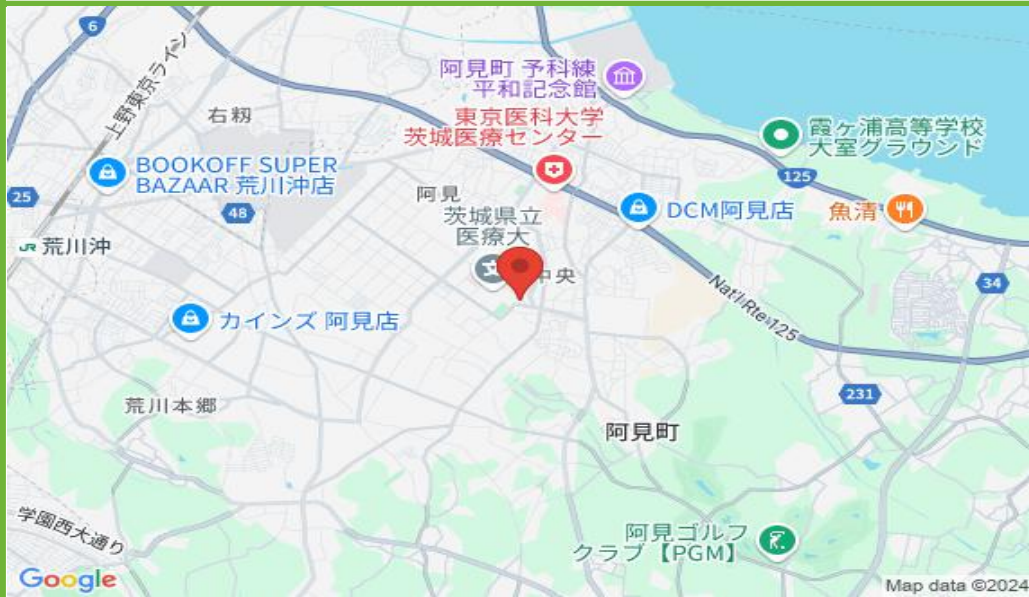 6
上野東京ライン
右籾
阿見町 予科練
平和記念館
東京医科大学
茨城医療センター
霞ヶ浦高等学校
大室グラウンド
125
BOOKOFF SUPER
BAZAAR 荒川沖店
25
48
阿見
茨城県立
医療大
DCM阿見店
魚清
JR 荒川沖
中央
34
Nat'l Rte 125
カインズ 阿見店
231
荒川本郷
阿見町
学園西大通り
阿見ゴルフ
クラブ【PGM】
Google
Map data ©2024